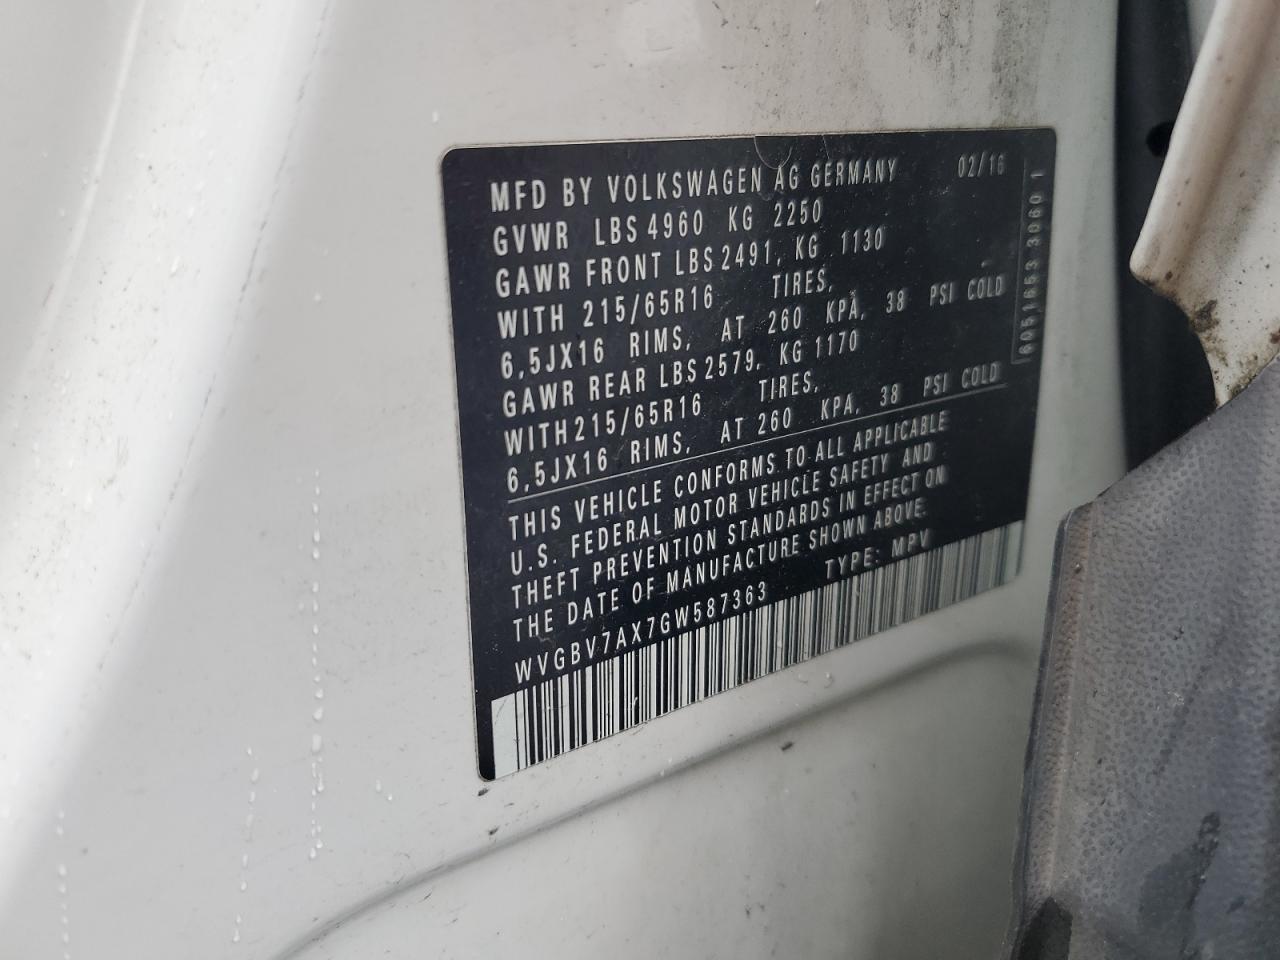 MFD BY VOLKSWAGEN AG GERMANY 02/16
GVWR LBS 4960 KG 2250
GAWR FRONT LBS 2491, KG 1130
WITH 215/65R16 TIRES,
6,5JX16 RIMS, AT 260 KPA, 38 PSI COLD
GAWR REAR LBS 2579, KG 1170
WITH 215/65R16 TIRES,
6,5JX16 RIMS, AT 260 KPA, 38 PSI COLD
THIS VEHICLE CONFORMS TO ALL APPLICABLE
U.S. FEDERAL MOTOR VEHICLE SAFETY AND
THEFT PREVENTION STANDARDS IN EFFECT ON
THE DATE OF MANUFACTURE SHOWN ABOVE.
WVGBV7AX7GW587363 TYPE: MPV
6051653 3060 1